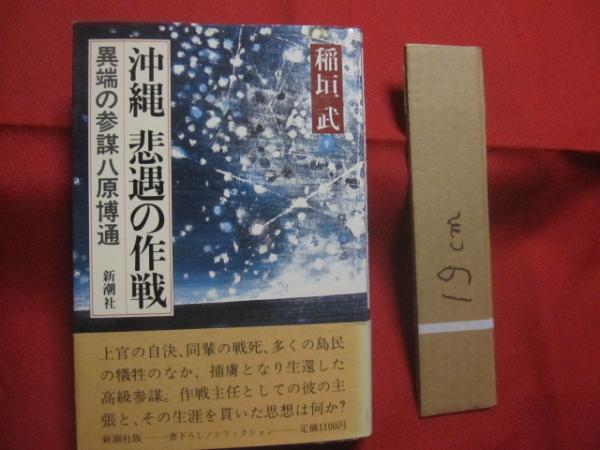 稲垣 武
沖縄 悲遇の作戦
異端の参謀八原博通
新潮社
上官の自決、同輩の戦死、多くの島民
の犠牲のなか、捕虜となり生還した
高級参謀。作戦主任としての彼の主
張と、その生涯を貫いた思想は何か?
新潮社版――書下ろしノンフィクション――定価1100円
19cm